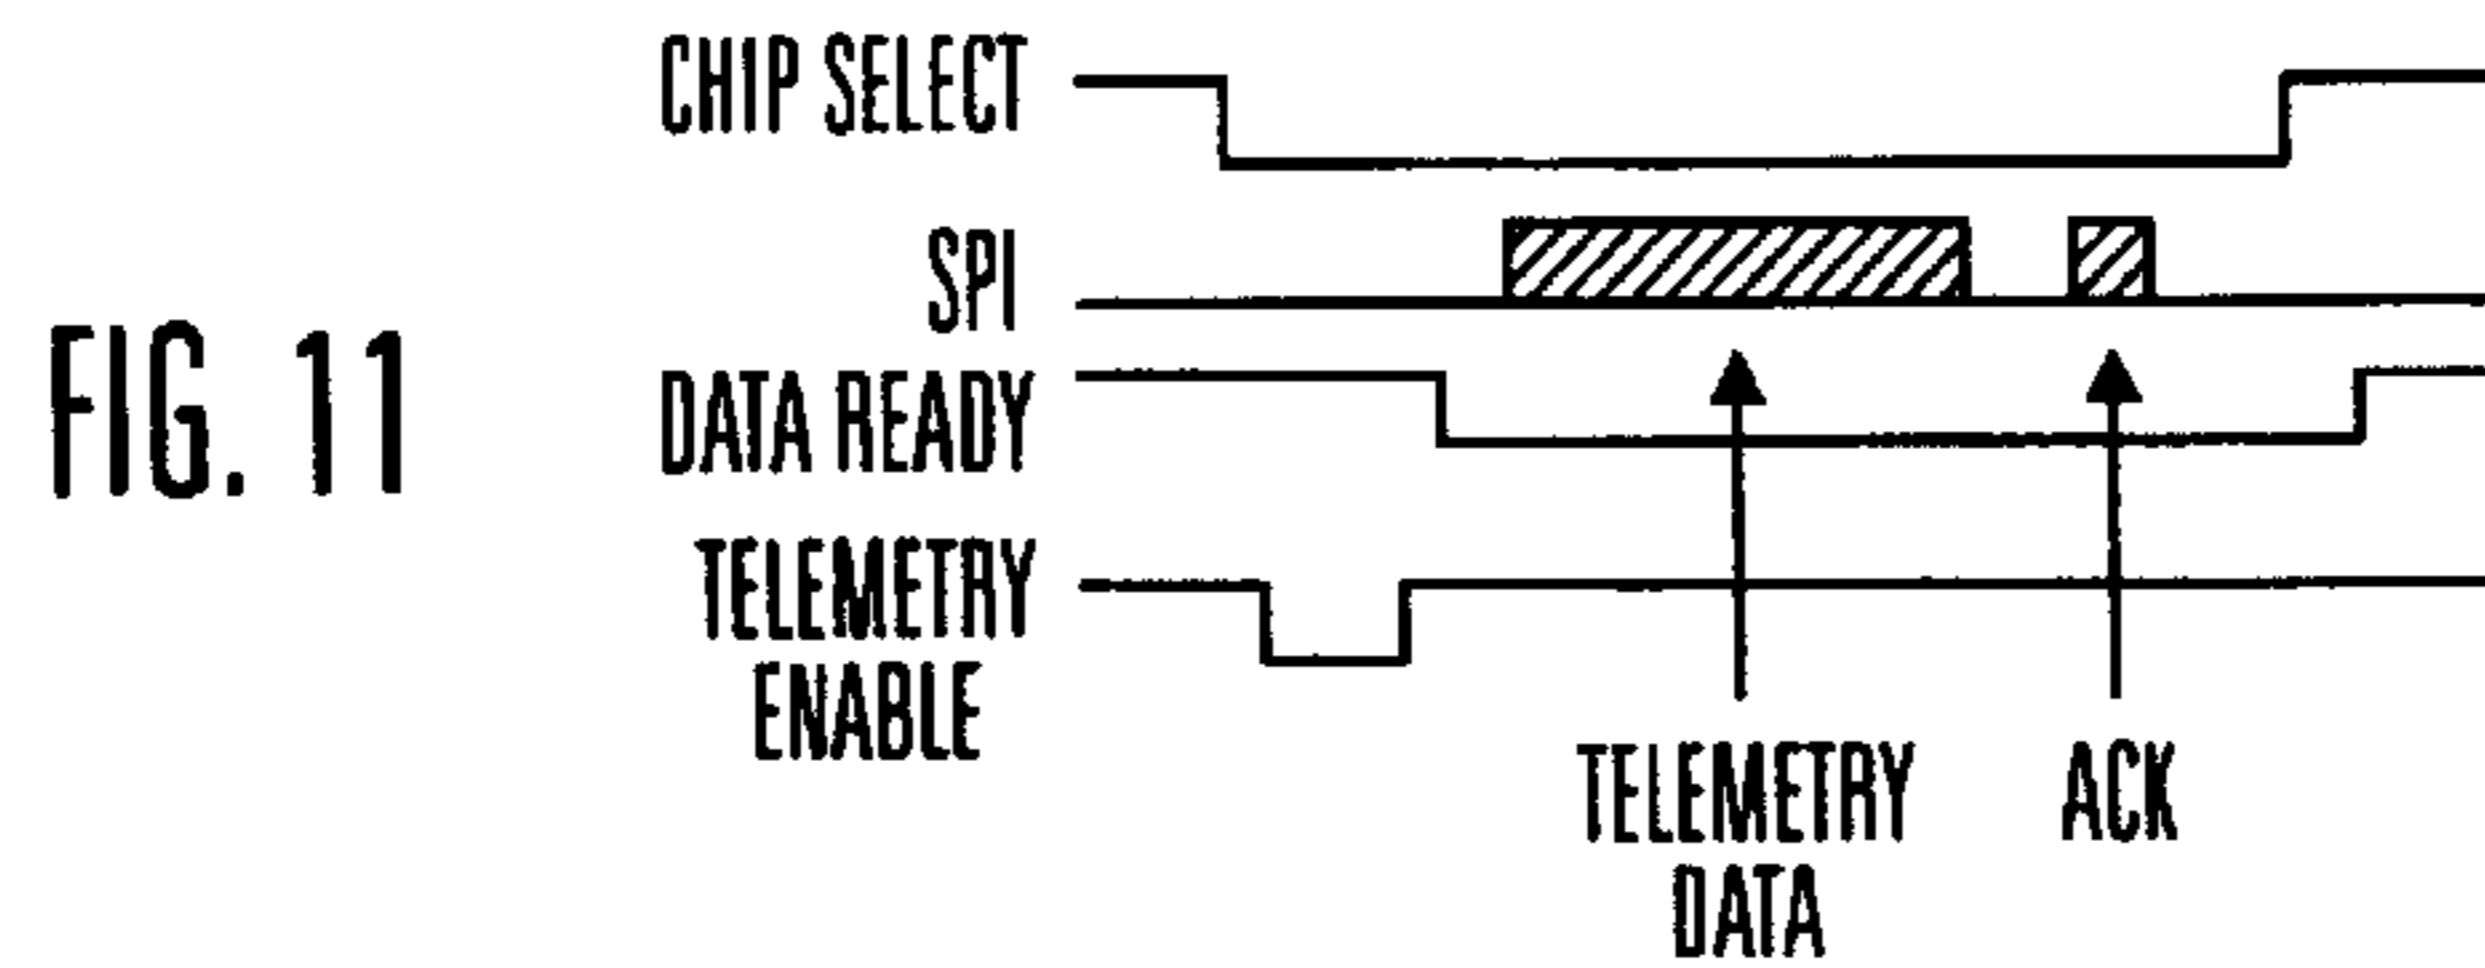 CHIP SELECT
SPI
FIG. 11
DATA READY
TELEMETRY
ENABLE
TELEMETRY
DATA
ACK